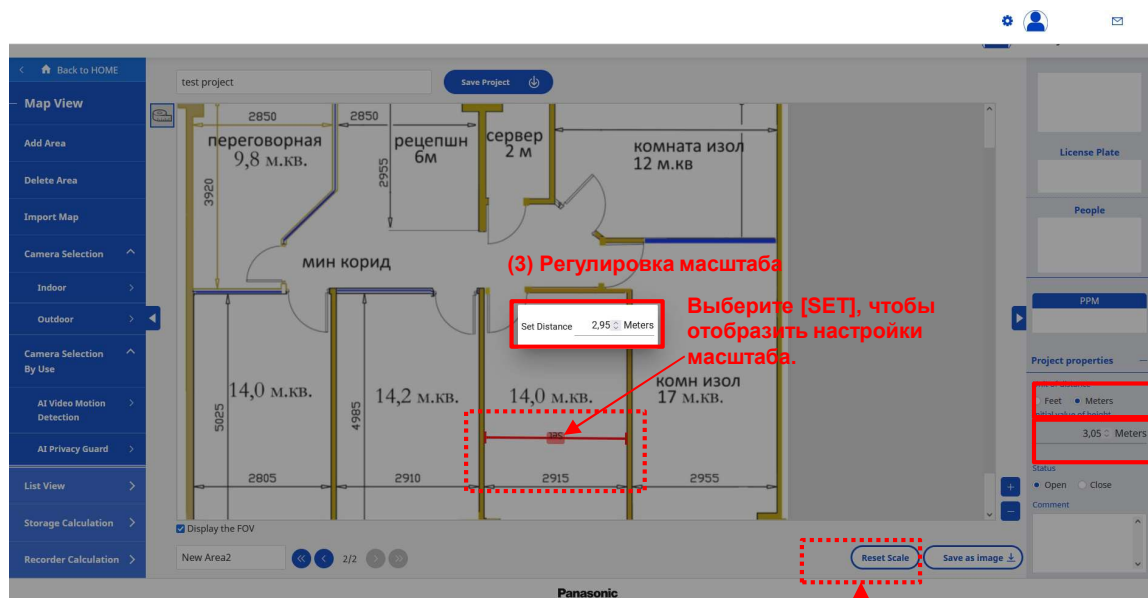 Back to HOME
Map View
Add Area
Delete Area
Import Map
Camera Selection
Indoor
Outdoor
Camera Selection
By Use
AI Video Motion
Detection
AI Privacy Guard
List View
Storage Calculation
Recorder Calculation
test project
Save Project
2850
2850
переговорная
9,8 м.кв.
рецепшн
6м
сервер
2 м
комната изол
12 м.кв
3920
2955
мин корид
(3) Регулировка масштаба
Set Distance 2,95 Meters
Выберите [SET], чтобы
отобразить настройки
масштаба.
14,0 м.кв.
14,2 м.кв.
14,0 м.кв.
комн изол
17 м.кв.
5025
4985
2805
2910
2915
2955
Display the FOV
New Area2
2/2
Reset Scale
Save as image
License Plate
People
PPM
Project properties
Feet
Meters
Initial value of height
3,05 Meters
Status
Open
Close
Comment
Panasonic